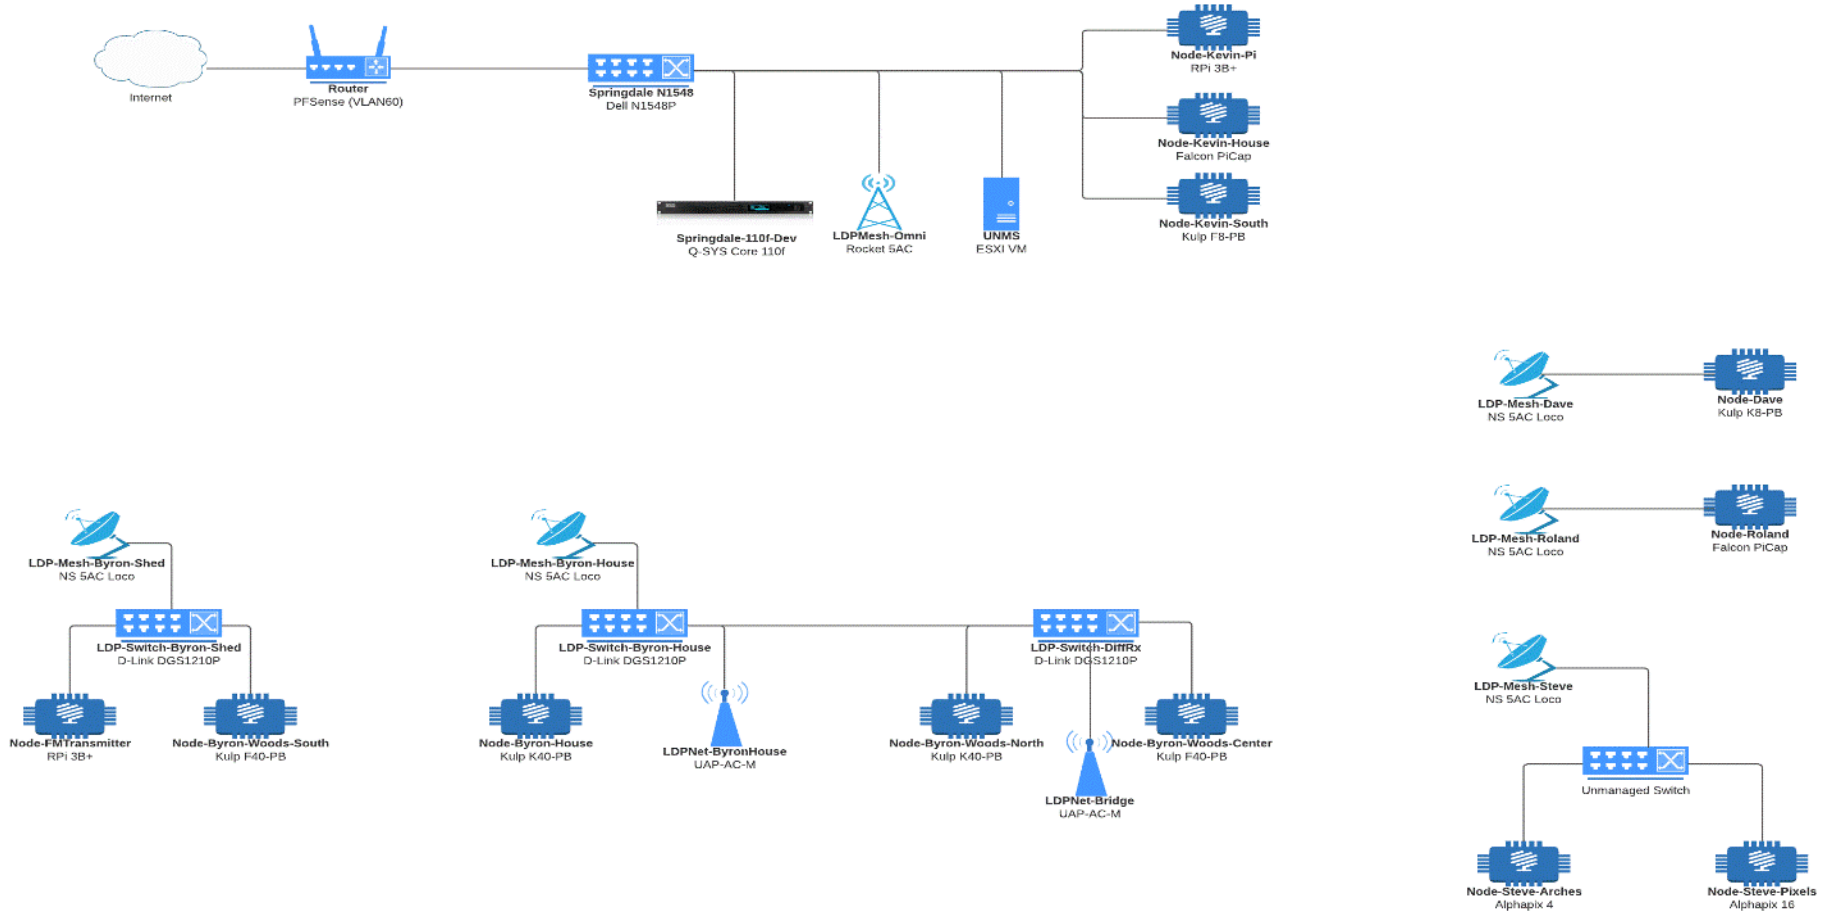 Internet
Router
PFSense (VLAN60)
Springdale N1548
Dell N1548P
Node-Kevin-Pi
RPi 3B+
Node-Kevin-House
Falcon PiCap
Node-Kevin-South
Kulp F8-PB
Springdale-110f-Dev
Q-SYS Core 110f
LDPMesh-Omni
Rocket 5AC
UNMS
ESXI VM
LDP-Mesh-Dave
NS 5AC Loco
Node-Dave
Kulp K8-PB
LDP-Mesh-Roland
NS 5AC Loco
Node-Roland
Falcon PiCap
LDP-Mesh-Byron-Shed
NS 5AC Loco
LDP-Switch-Byron-Shed
D-Link DGS1210P
Node-FMTransmitter
RPi 3B+
Node-Byron-Woods-South
Kulp F40-PB
LDP-Mesh-Byron-House
NS 5AC Loco
LDP-Switch-Byron-House
D-Link DGS1210P
Node-Byron-House
Kulp K40-PB
LDPNet-ByronHouse
UAP-AC-M
LDP-Switch-DiffRx
D-Link DGS1210P
Node-Byron-Woods-North
Kulp K40-PB
Node-Byron-Woods-Center
Kulp F40-PB
LDPNet-Bridge
UAP-AC-M
LDP-Mesh-Steve
NS 5AC Loco
Unmanaged Switch
Node-Steve-Arches
Alphapix 4
Node-Steve-Pixels
Alphapix 16